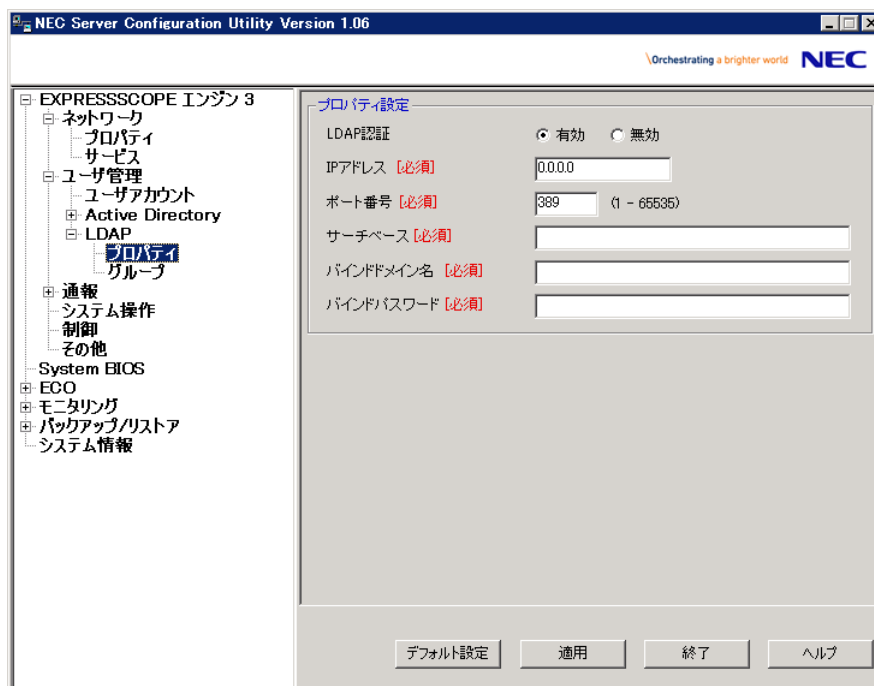 NEC Server Configuration Utility Version 1.06
\Orchestrating a brighter world NEC
EXPRESSSCOPE エンジン 3
ネットワーク
プロパティ
サービス
ユーザ管理
ユーザアカウント
Active Directory
LDAP
プロパティ
グループ
通報
システム操作
制御
その他
System BIOS
ECO
モニタリング
バックアップ/リストア
システム情報
プロパティ設定
LDAP認証 有効 無効
IPアドレス [必須] 0.0.0.0
ポート番号 [必須] 389 (1 - 65535)
サーチベース [必須]
バインドドメイン名 [必須]
バインドパスワード [必須]
デフォルト設定 適用 終了 ヘルプ